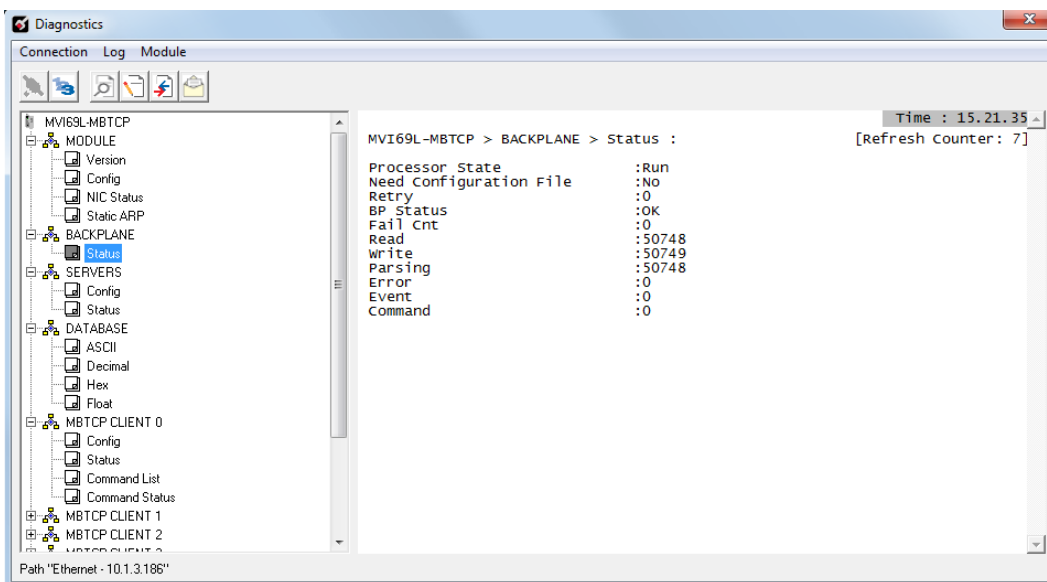 Diagnostics
Connection Log Module
MVI69L-MBTCP
MODULE
Version
Config
NIC Status
Static ARP
BACKPLANE
Status
SERVERS
Config
Status
DATABASE
ASCII
Decimal
Hex
Float
MBTCP CLIENT 0
Config
Status
Command List
Command Status
MBTCP CLIENT 1
MBTCP CLIENT 2
Time : 15.21.35
MVI69L-MBTCP > BACKPLANE > Status : [Refresh Counter: 7]
Processor State :Run
Need Configuration File :No
Retry :0
BP Status :OK
Fail Cnt :0
Read :50748
Write :50749
Parsing :50748
Error :0
Event :0
Command :0
Path "Ethernet - 10.1.3.186"